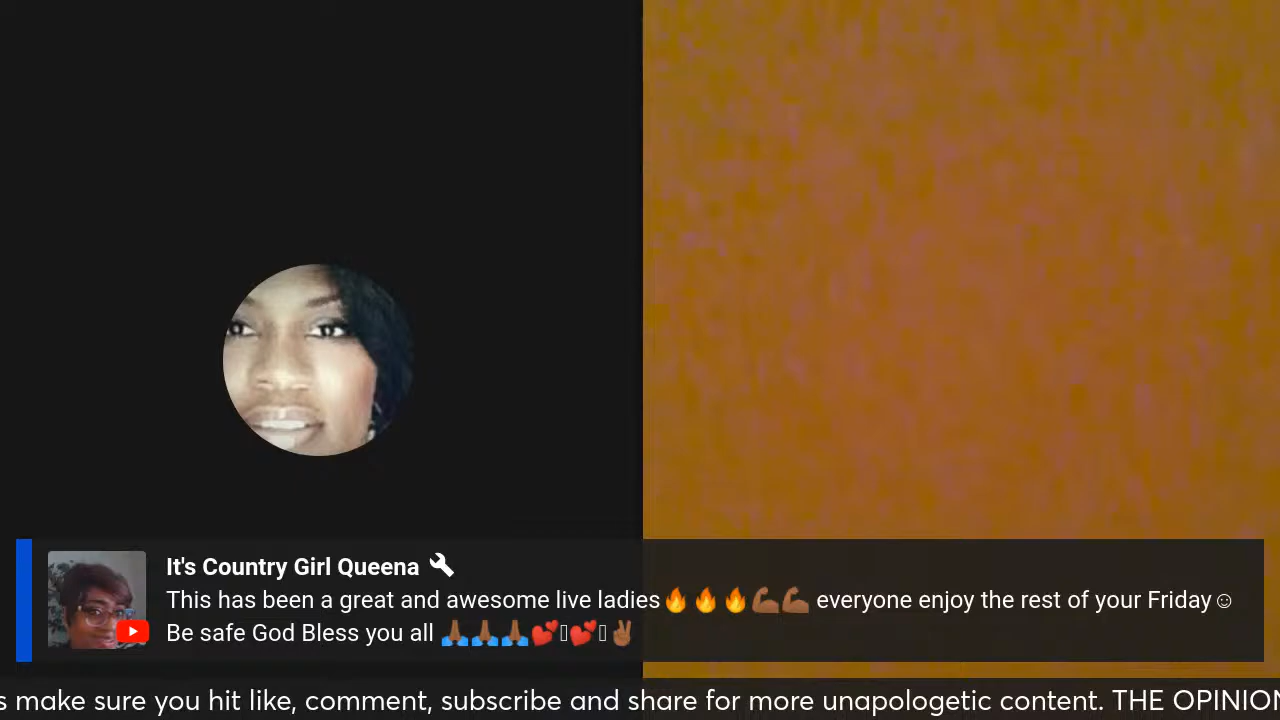 It's Country Girl Queena 🔧
This has been a great and awesome live ladies🔥🔥🔥💪🏾💪🏾 everyone enjoy the rest of your Friday☺
Be safe God Bless you all 🙏🏾🙏🏾🙏🏾💕💕✌🏾
make sure you hit like, comment, subscribe and share for more unapologetic content. THE